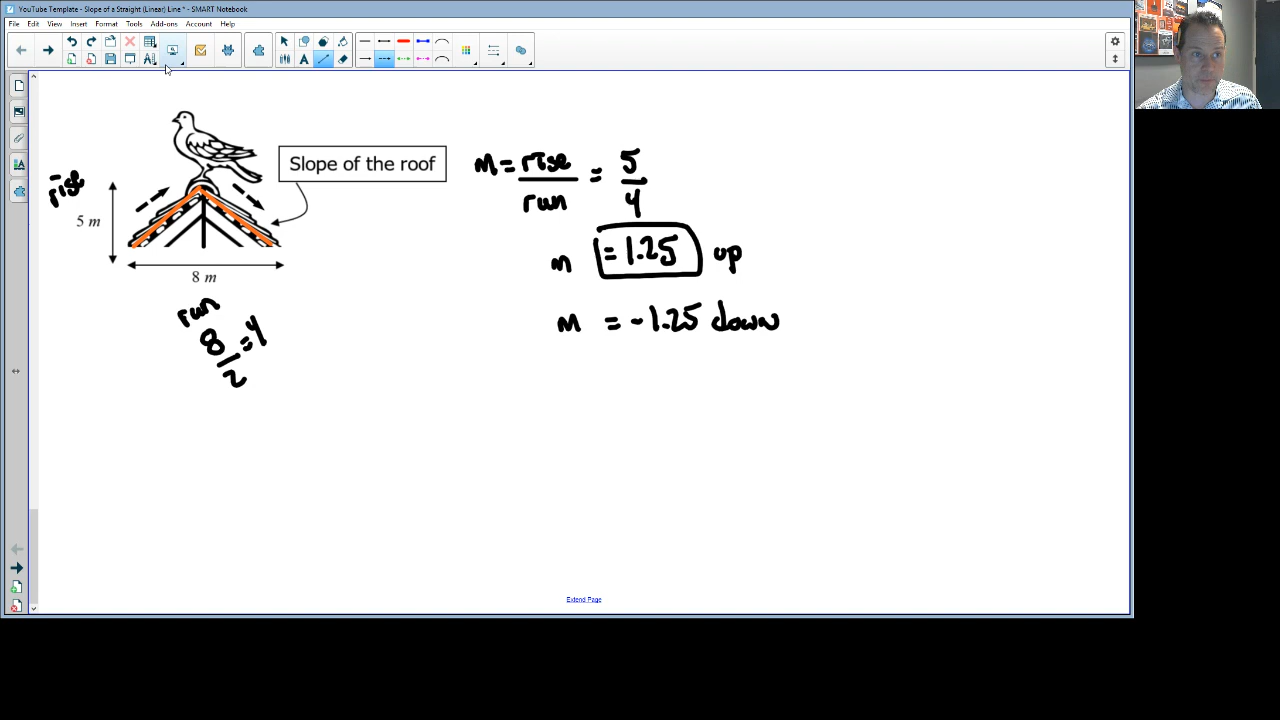 YouTube Template - Slope of a Straight (Linear) Line * - SMART Notebook
File Edit View Insert Format Tools Add-ons Account Help
Slope of the roof
rise
5 m
8 m
run
8/2 = 4
m = rise/run = 5/4
m = 1.25 up
m = -1.25 down
Extend Page